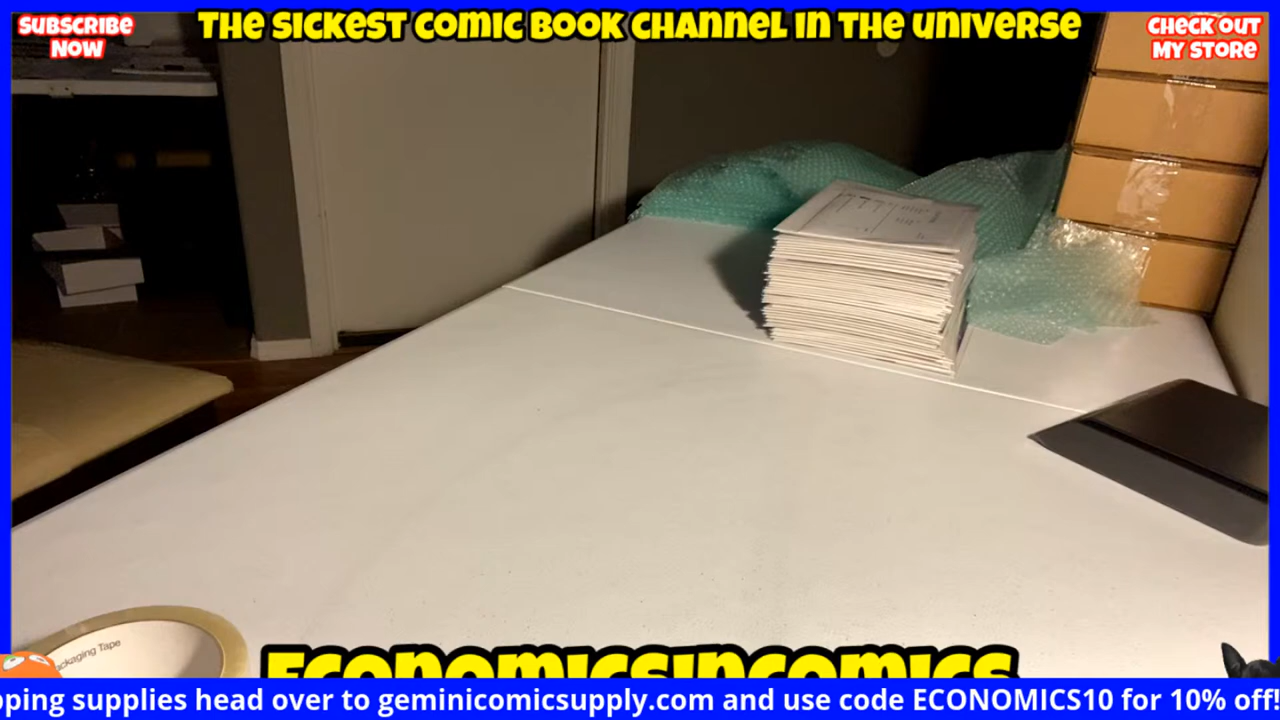 SUBSCRIBE
NOW
THE SICKEST COMIC BOOK CHANNEL IN THE UNIVERSE
CHECK OUT
MY STORE
ackaging Tape
ECONOMICSINCOMICS
pping supplies head over to geminicomicsupply.com and use code ECONOMICS10 for 10% off!